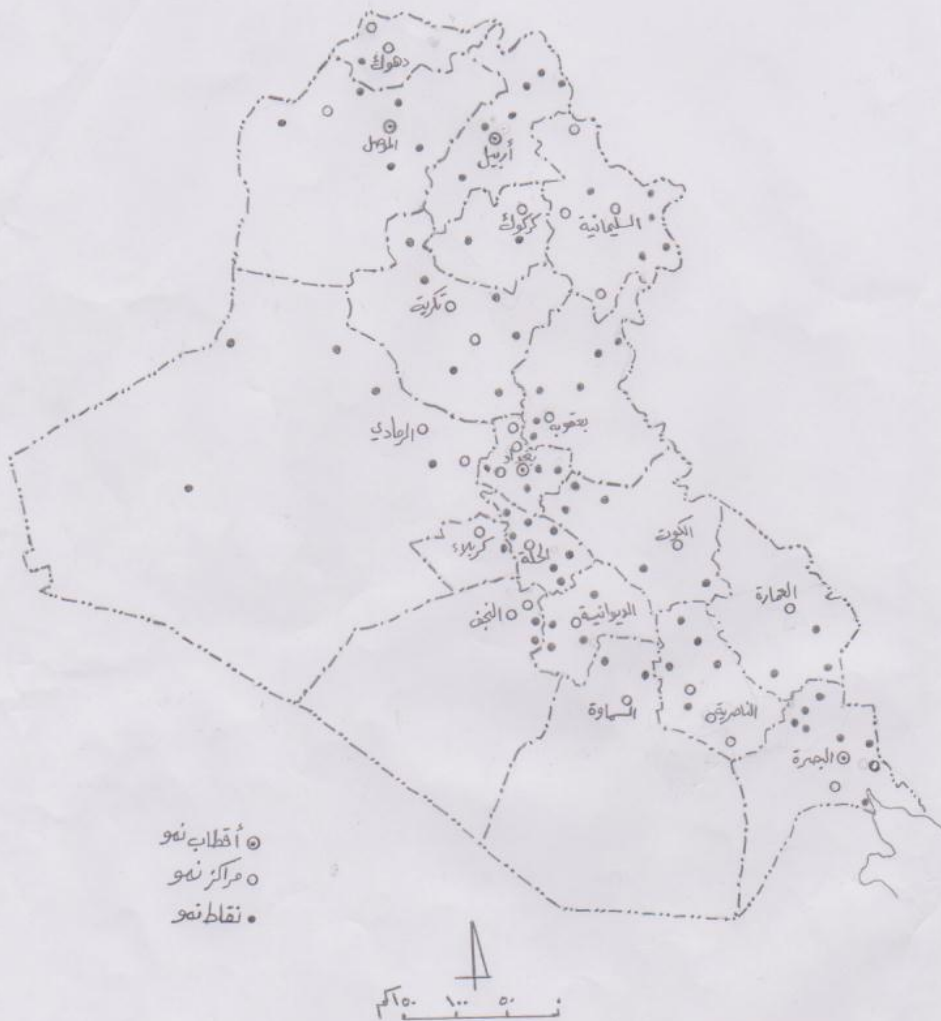 دهوك
الموصل
أربيل
كركوك
السليمانية
تكريت
الرمادي
بعقوبة
بغداد
كربلاء
الحلة
الكوت
العمارة
النجف
الديوانية
السماوة
الناصرية
البصرة
أقطاب نمو
مراكز نمو
نقاط نمو
٠ ٥٠ ١٠٠ ١٥٠كم